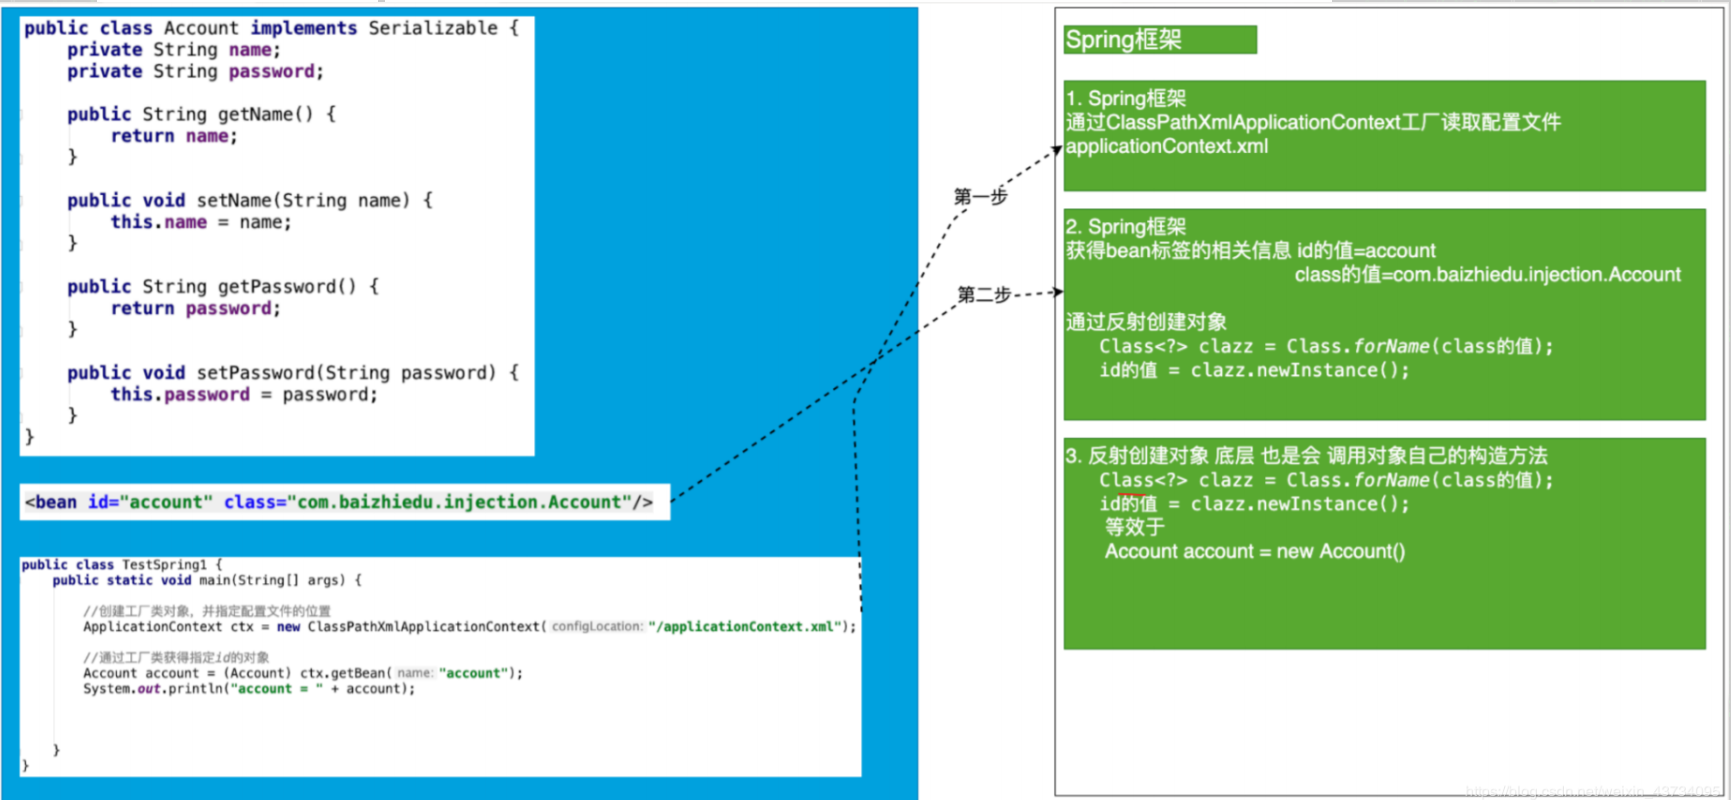 public class Account implements Serializable {
private String name;
private String password;
public String getName() {
return name;
}
public void setName(String name) {
this.name = name;
}
public String getPassword() {
return password;
}
public void setPassword(String password) {
this.password = password;
}
}
<bean id="account" class="com.baizhiedu.injection.Account"/>
public class TestSpring1 {
public static void main(String[] args) {
//创建工厂类对象，并指定配置文件的位置
ApplicationContext ctx = new ClassPathXmlApplicationContext( configLocation: "/applicationContext.xml");
//通过工厂类获得指定id的对象
Account account = (Account) ctx.getBean( name: "account");
System.out.println("account = " + account);
}
}
第一步
第二步
Spring框架
1. Spring框架
通过ClassPathXmlApplicationContext工厂读取配置文件
applicationContext.xml
2. Spring框架
获得bean标签的相关信息 id的值=account
class的值=com.baizhiedu.injection.Account
通过反射创建对象
Class<?> clazz = Class.forName(class的值);
id的值 = clazz.newInstance();
3. 反射创建对象 底层 也是会 调用对象自己的构造方法
Class<?> clazz = Class.forName(class的值);
id的值 = clazz.newInstance();
等效于
Account account = new Account()
https://blog.csdn.net/weixin_43734095